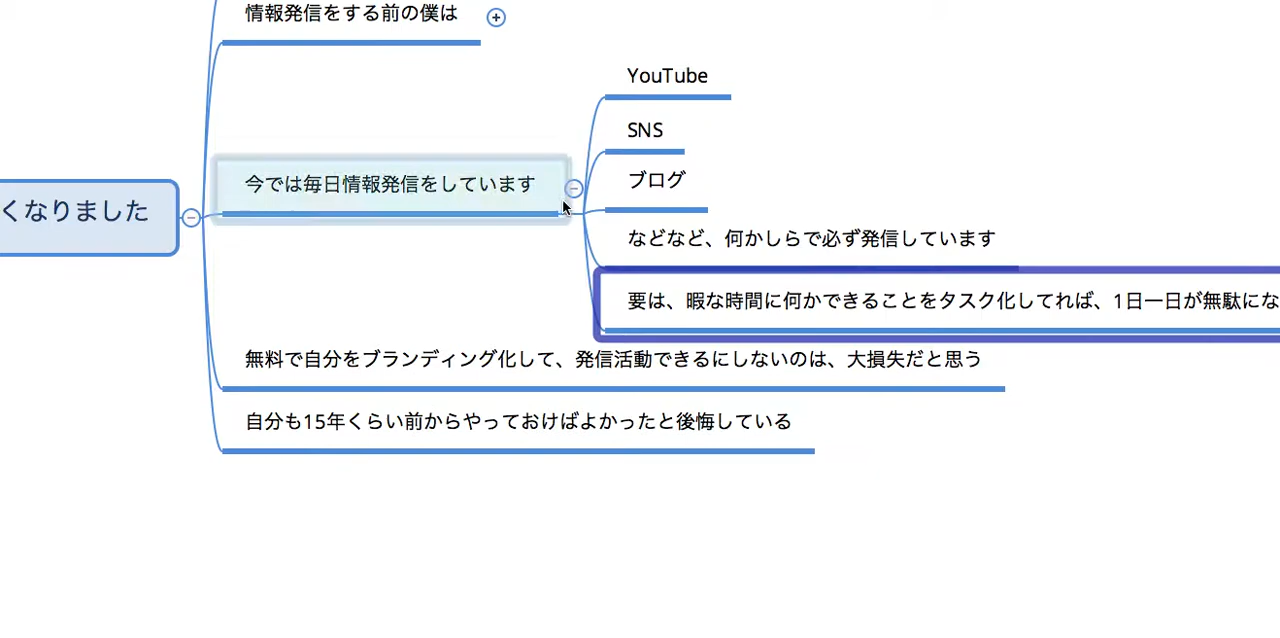 情報発信をする前の僕は
YouTube
SNS
ブログ
くなりました
今では毎日情報発信をしています
などなど、何かしらで必ず発信しています
要は、暇な時間に何かできることをタスク化してれば、1日一日が無駄にな
無料で自分をブランディング化して、発信活動できるにしないのは、大損失だと思う
自分も15年くらい前からやっておけばよかったと後悔している